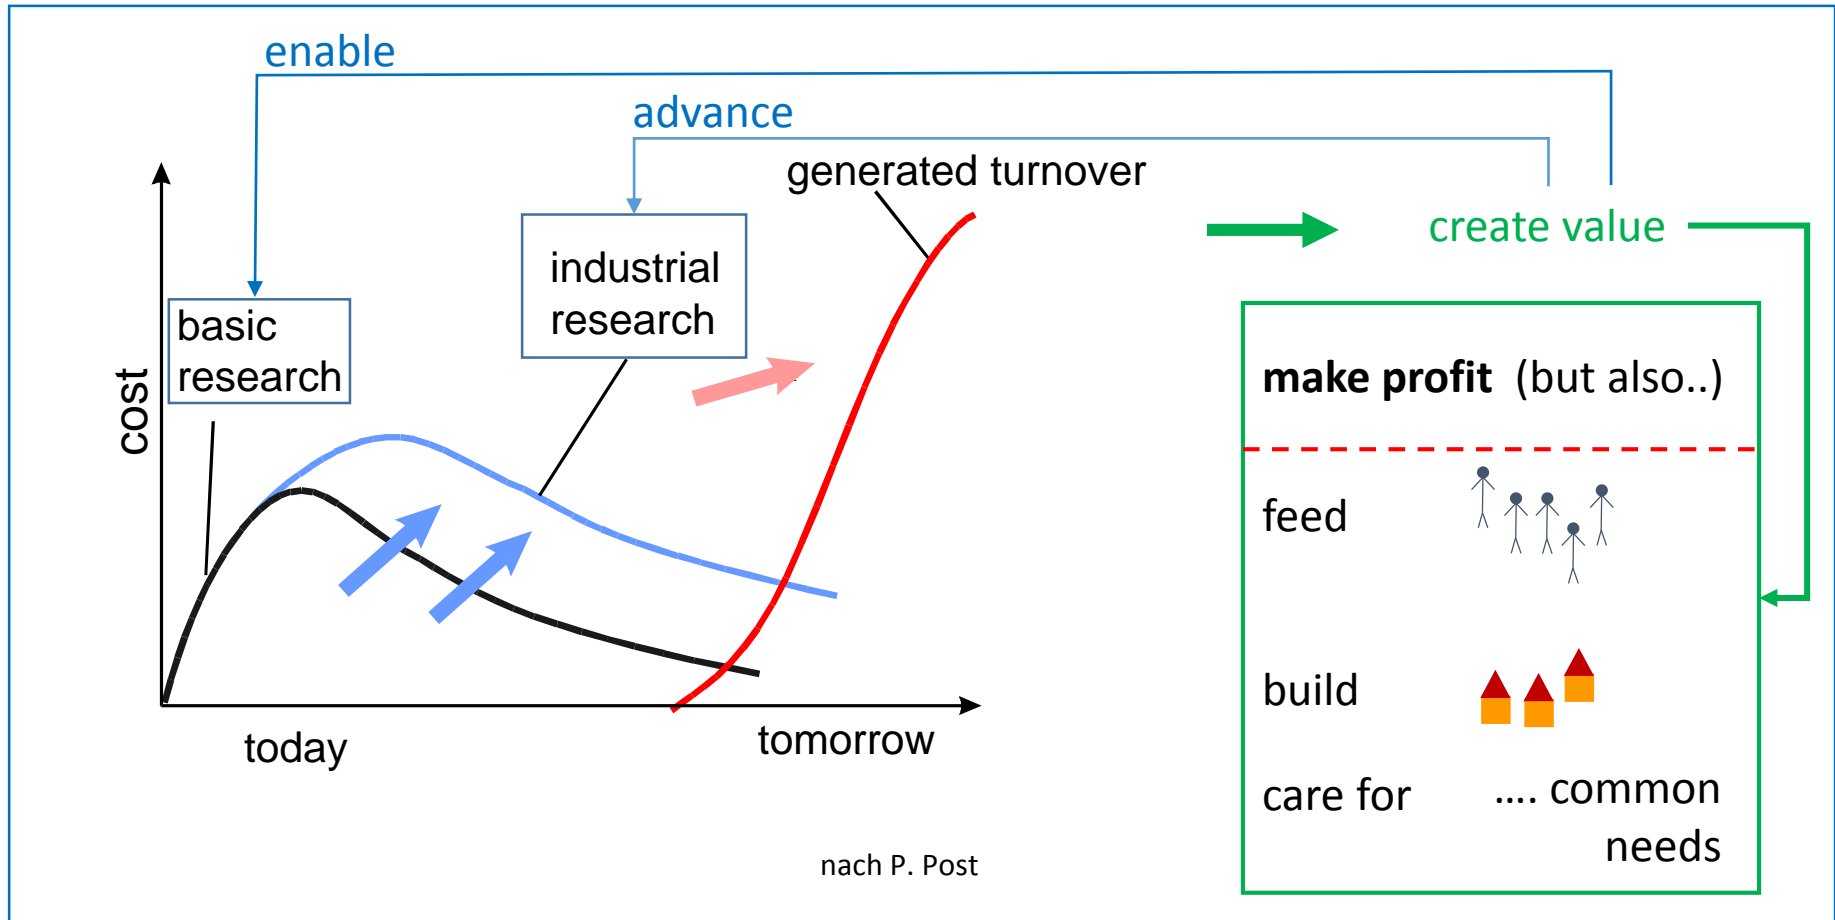 enable
advance
generated turnover
create value
industrial
research
basic
research
cost
make profit (but also..)
feed
build
today
tomorrow
care for .... common
needs
nach P. Post